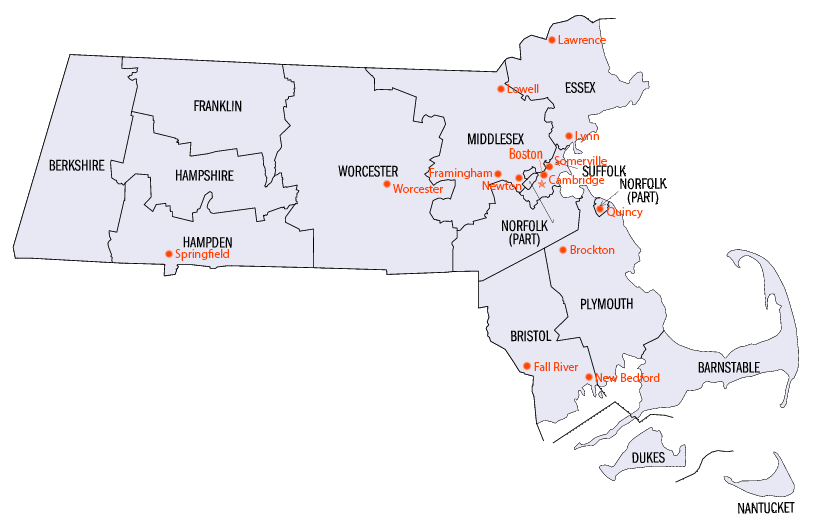 Lawrence
ESSEX
Lowell
FRANKLIN
Lynn
MIDDLESEX
Boston
Somerville
BERKSHIRE
HAMPSHIRE
WORCESTER
Framingham
SUFFOLK
Cambridge
Newton
Worcester
NORFOLK
(PART)
Quincy
NORFOLK
(PART)
HAMPDEN
Springfield
Brockton
PLYMOUTH
BRISTOL
Fall River
New Bedford
BARNSTABLE
DUKES
NANTUCKET